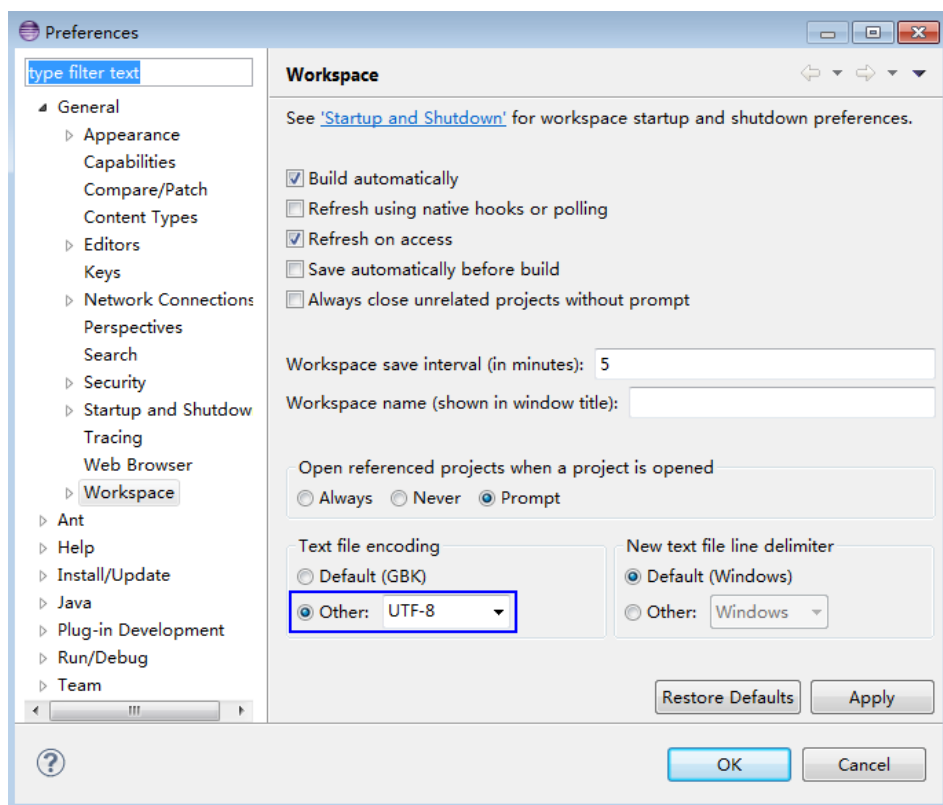 Preferences
type filter text
General
Appearance
Capabilities
Compare/Patch
Content Types
Editors
Keys
Network Connections
Perspectives
Search
Security
Startup and Shutdow
Tracing
Web Browser
Workspace
Ant
Help
Install/Update
Java
Plug-in Development
Run/Debug
Team
Workspace
See 'Startup and Shutdown' for workspace startup and shutdown preferences.
Build automatically
Refresh using native hooks or polling
Refresh on access
Save automatically before build
Always close unrelated projects without prompt
Workspace save interval (in minutes): 5
Workspace name (shown in window title):
Open referenced projects when a project is opened
Always Never Prompt
Text file encoding
Default (GBK)
Other: UTF-8
New text file line delimiter
Default (Windows)
Other: Windows
Restore Defaults Apply
? OK Cancel